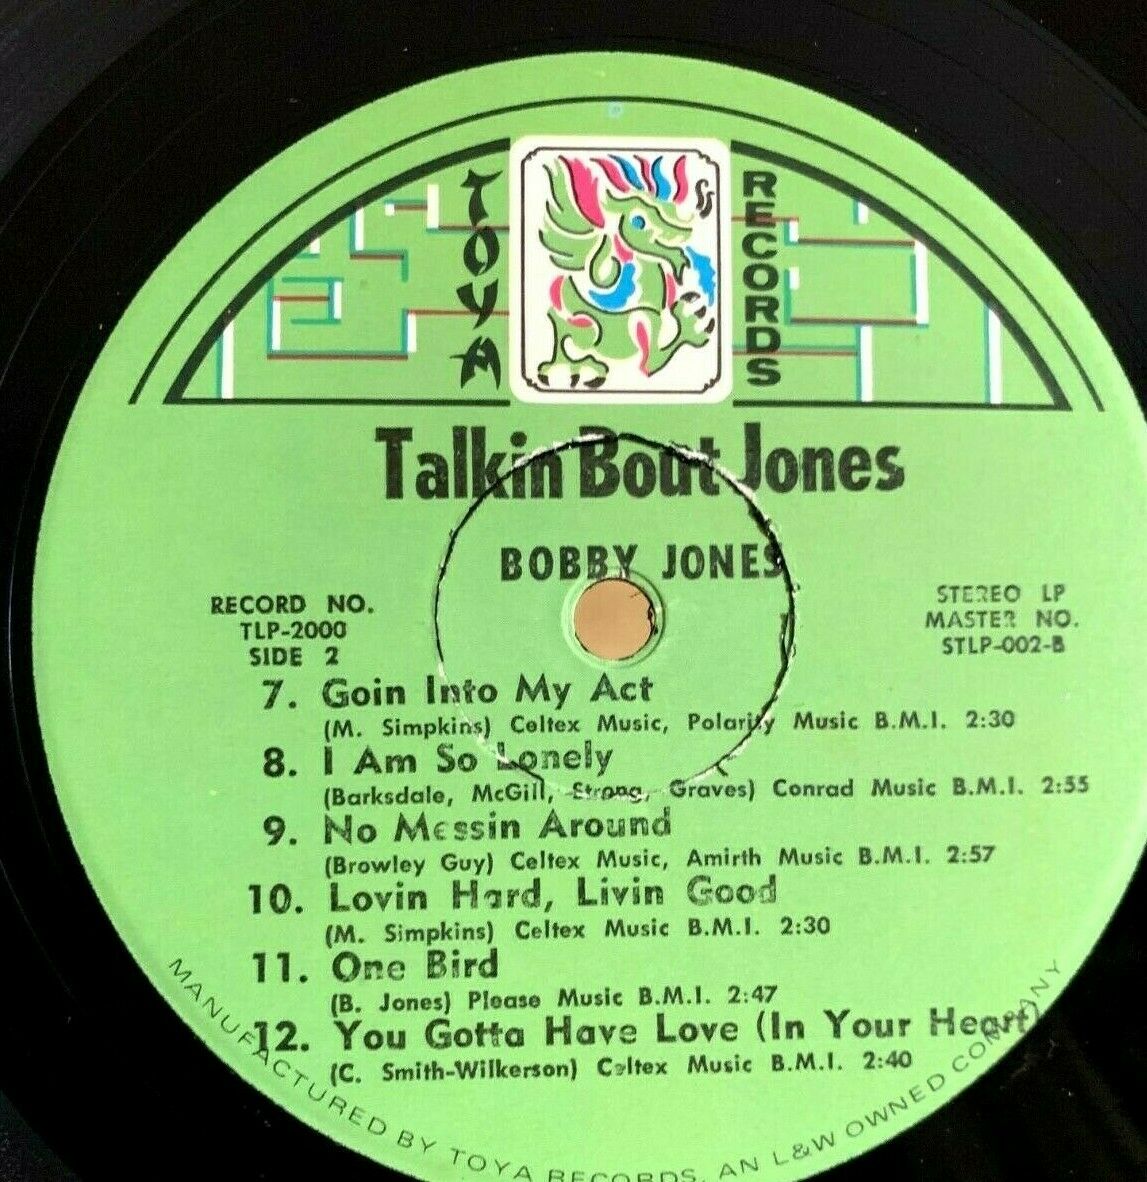 TOYA
RECORDS
Talkin Bout Jones
BOBBY JONES
RECORD NO.
TLP-2000
SIDE 2
STEREO LP
MASTER NO.
STLP-002-B
7. Goin Into My Act
(M. Simpkins) Celtex Music, Polarity Music B.M.I. 2:30
8. I Am So Lonely
(Barksdale, McGill, Strong, Graves) Conrad Music B.M.I. 2:55
9. No Messin Around
(Browley Guy) Celtex Music, Amirth Music B.M.I. 2:57
10. Lovin Hard, Livin Good
(M. Simpkins) Celtex Music B.M.I. 2:30
11. One Bird
(B. Jones) Please Music B.M.I. 2:47
12. You Gotta Have Love (In Your Heart)
(C. Smith-Wilkerson) Celtex Music B.M.I. 2:40
MANUFACTURED BY TOYA RECORDS, AN L&W OWNED COMPANY